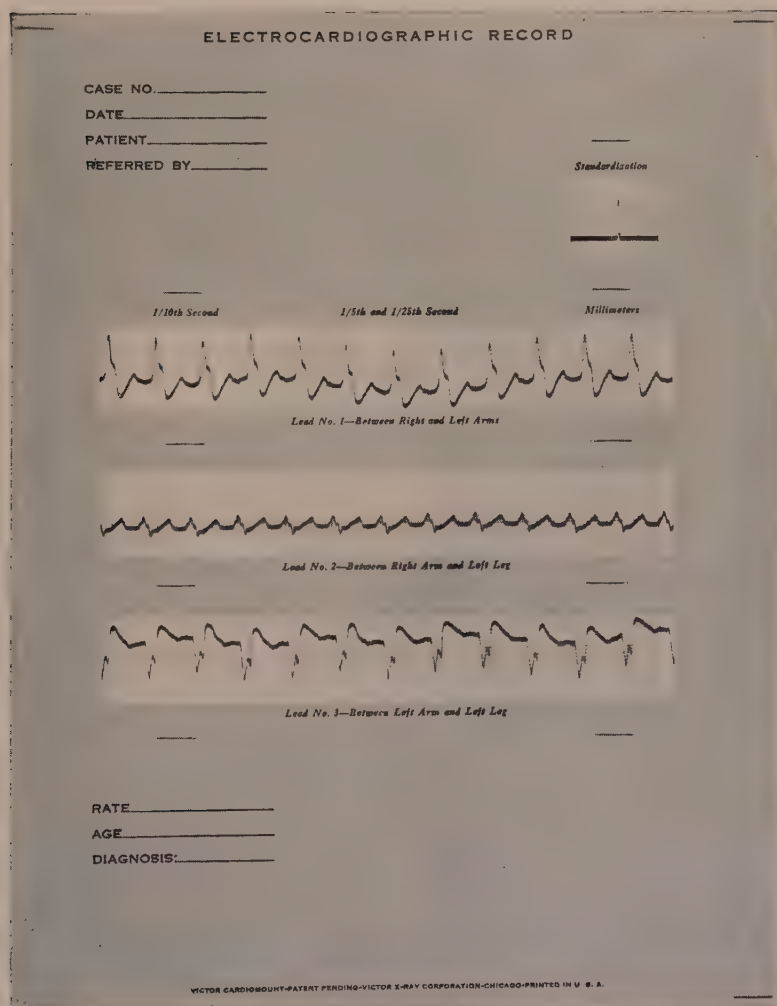 ELECTROCARDIOGRAPHIC RECORD
CASE NO.
DATE
PATIENT
REFERRED BY
Standardization
1/10th Second 1/5th and 1/25th Second Millimeters
Lead No. 1—Between Right and Left Arms
Lead No. 2—Between Right Arm and Left Leg
Lead No. 3—Between Left Arm and Left Leg
RATE
AGE
DIAGNOSIS:
VICTOR CARDIOMOUNT-PATENT PENDING-VICTOR X-RAY CORPORATION-CHICAGO-PRINTED IN U. S. A.